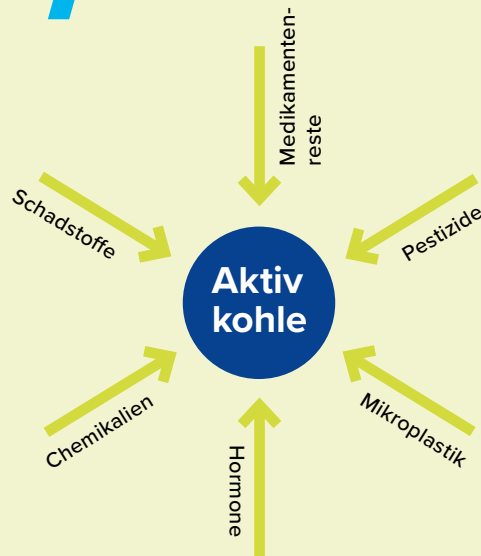 Medikamenten-
reste
Schadstoffe
Pestizide
Aktiv
kohle
Chemikalien
Mikroplastik
Hormone